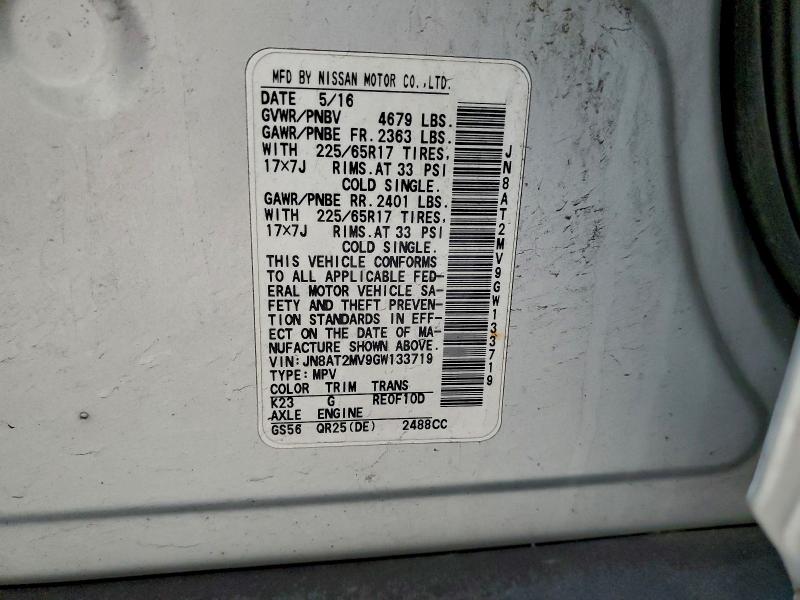 MFD BY NISSAN MOTOR CO.,LTD.
DATE 5/16
GVWR/PNBV 4679 LBS.
GAWR/PNBE FR. 2363 LBS.
WITH 225/65R17 TIRES,
17×7J RIMS.AT 33 PSI
COLD SINGLE.
GAWR/PNBE RR. 2401 LBS.
WITH 225/65R17 TIRES,
17×7J RIMS.AT 33 PSI
COLD SINGLE.
THIS VEHICLE CONFORMS
TO ALL APPLICABLE FED-
ERAL MOTOR VEHICLE SA-
FETY AND THEFT PREVEN-
TION STANDARDS IN EFF-
ECT ON THE DATE OF MA-
NUFACTURE SHOWN ABOVE.
VIN:JN8AT2MV9GW133719
TYPE:MPV
COLOR TRIM TRANS
K23 G RE0F10D
AXLE ENGINE
GS56 QR25(DE) 2488CC
JN8AT2MV9GW133719